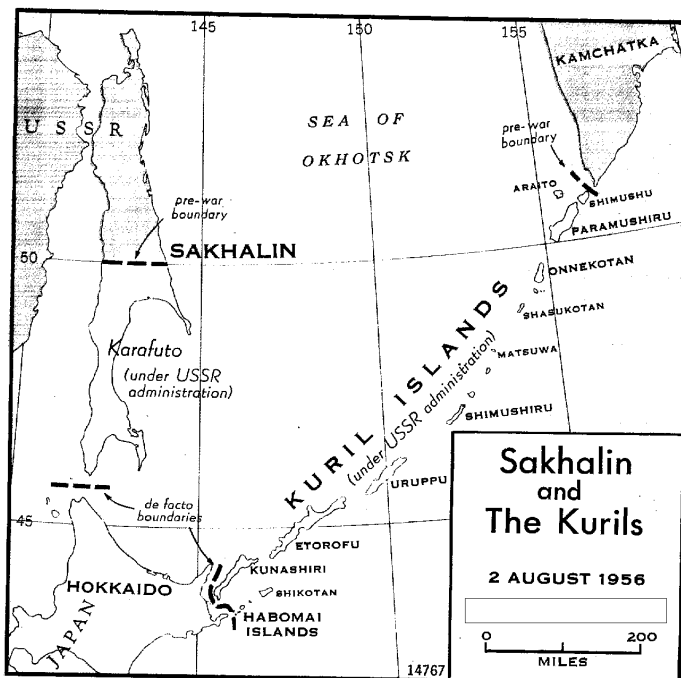 145
150
155
KAMCHATKA
USSR
SEA OF
OKHOTSK
pre-war
boundary
ARAITO
SHIMUSHU
PARAMUSHIRU
pre-war
boundary
50
SAKHALIN
ONNEKOTAN
SHASUKOTAN
MATSUWA
Karafuto
(under USSR
administration)
KURIL ISLANDS
(under USSR administration)
SHIMUSHIRU
URUPPU
de facto
boundaries
45
ETOROFU
KUNASHIRI
SHIKOTAN
HOKKAIDO
HABOMAI
ISLANDS
JAPAN
14767
Sakhalin
and
The Kurils
2 AUGUST 1956
0 200
MILES